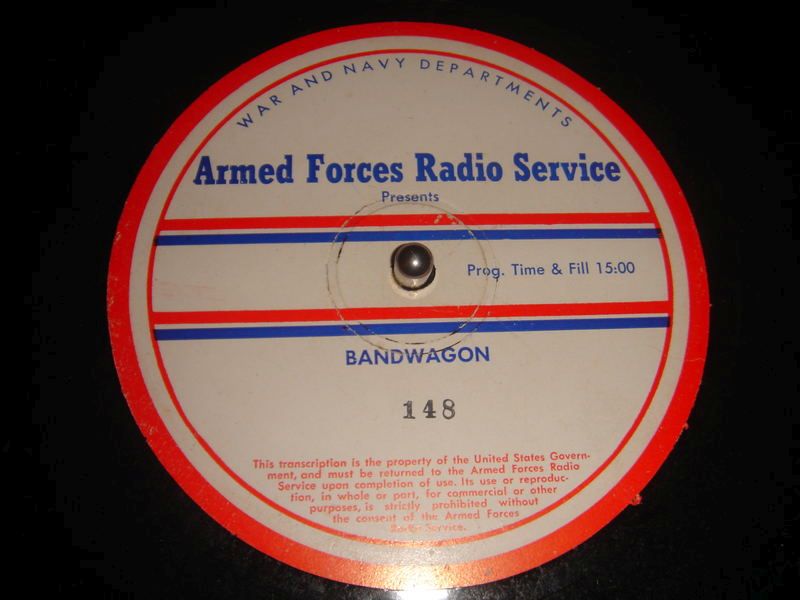 WAR AND NAVY DEPARTMENTS
Armed Forces Radio Service
Presents
Prog. Time & Fill 15:00
BANDWAGON
148
This transcription is the property of the United States Govern-
ment, and must be returned to the Armed Forces Radio
Service upon completion of use. Its use or reproduc-
tion, in whole or part, for commercial or other
purposes, is strictly prohibited without
the consent of the Armed Forces
Radio Service.